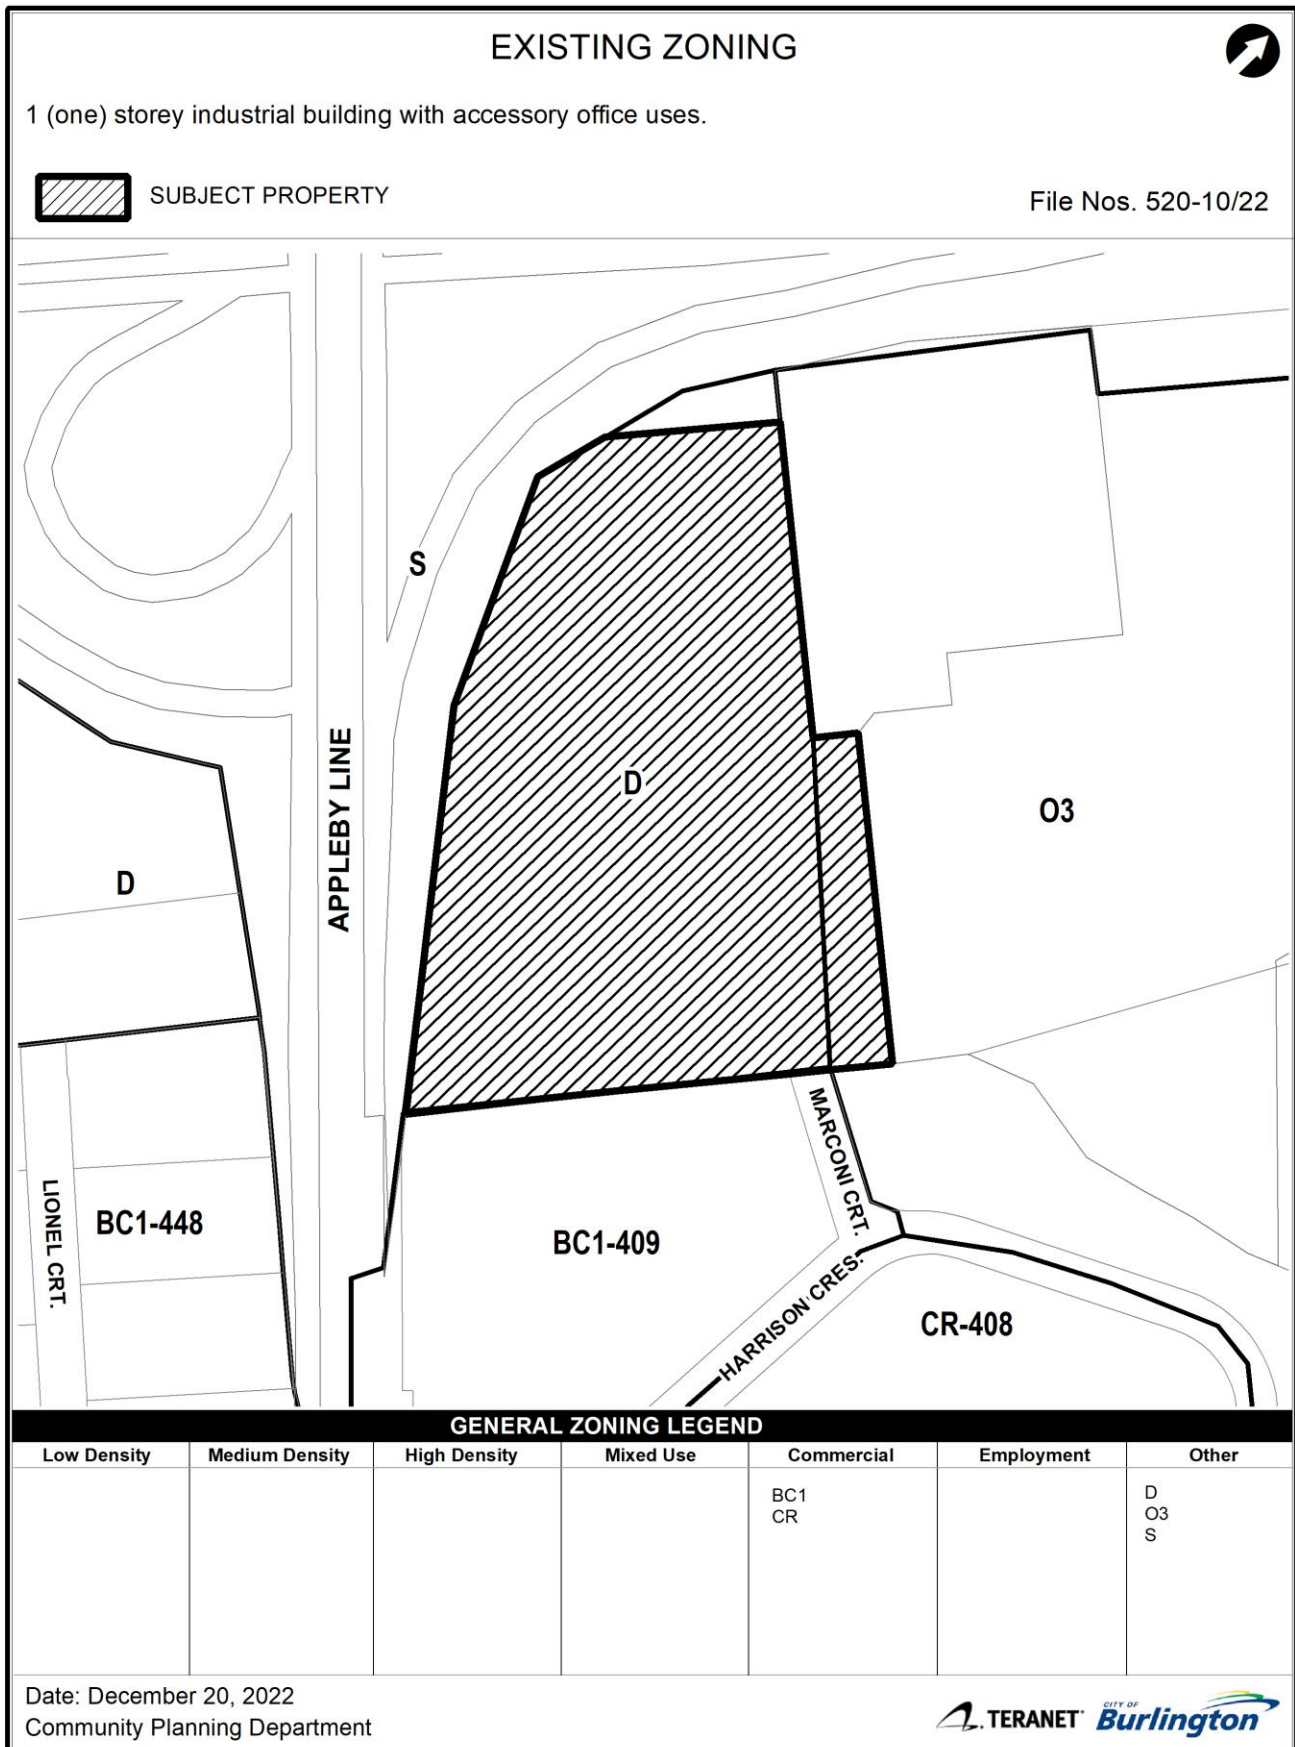 EXISTING ZONING
1 (one) storey industrial building with accessory office uses.
SUBJECT PROPERTY
File Nos. 520-10/22
S
APPLEBY LINE
D
O3
D
MARCONI CRT.
LIONEL CRT.
BC1-448
BC1-409
HARRISON CRES.
CR-408
GENERAL ZONING LEGEND
Low Density Medium Density High Density Mixed Use Commercial Employment Other
BC1 D
CR O3
S
Date: December 20, 2022
Community Planning Department
TERANET
CITY OF
Burlington